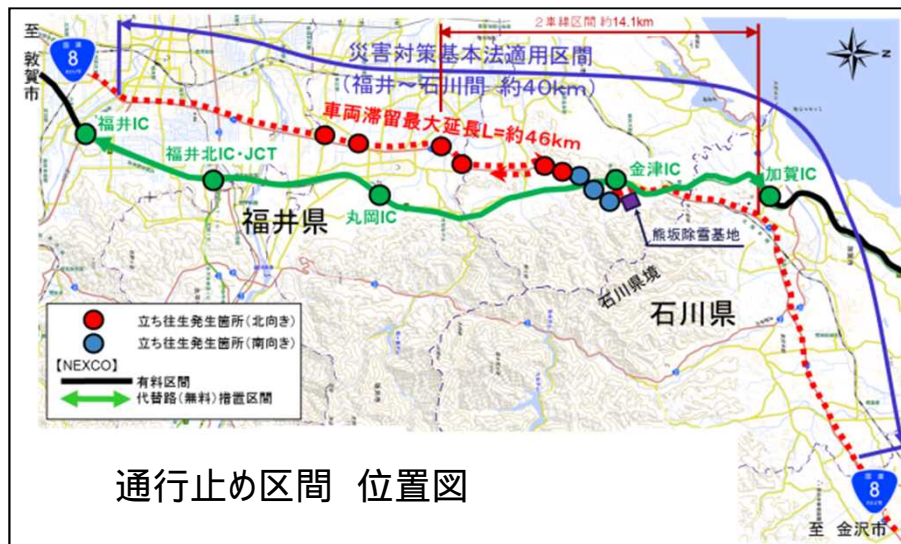 至 敦賀市
国道
8
2車線区間 約14.1km
災害対策基本法適用区間
(福井～石川間 約40km)
車両滞留最大延長L=約46km
N
福井IC
福井北IC・JCT
丸岡IC
金津IC
加賀IC
熊坂除雪基地
福井県
石川県境
石川県
立ち往生発生箇所(北向き)
立ち往生発生箇所(南向き)
【NEXCO】
有料区間
代替路(無料)措置区間
通行止め区間 位置図
国道
8
至 金沢市